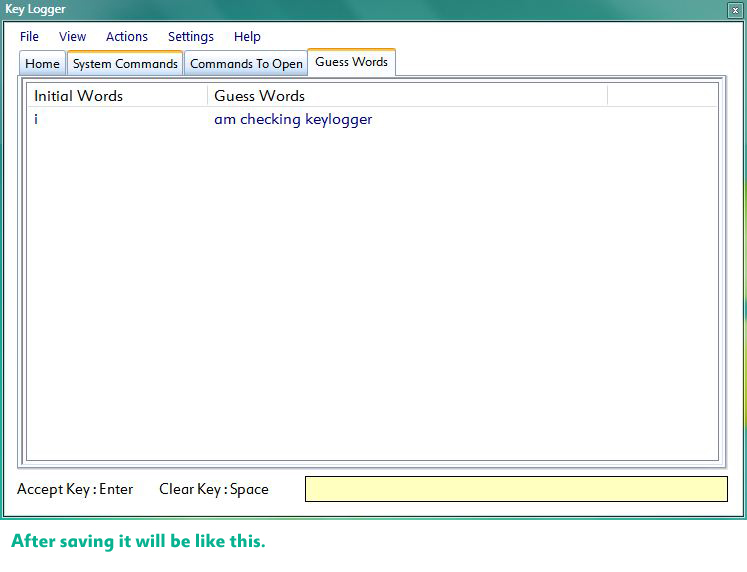 Key Logger x
File View Actions Settings Help
Home System Commands Commands To Open Guess Words
Initial Words Guess Words
i am checking keylogger
Accept Key : Enter Clear Key : Space
After saving it will be like this.